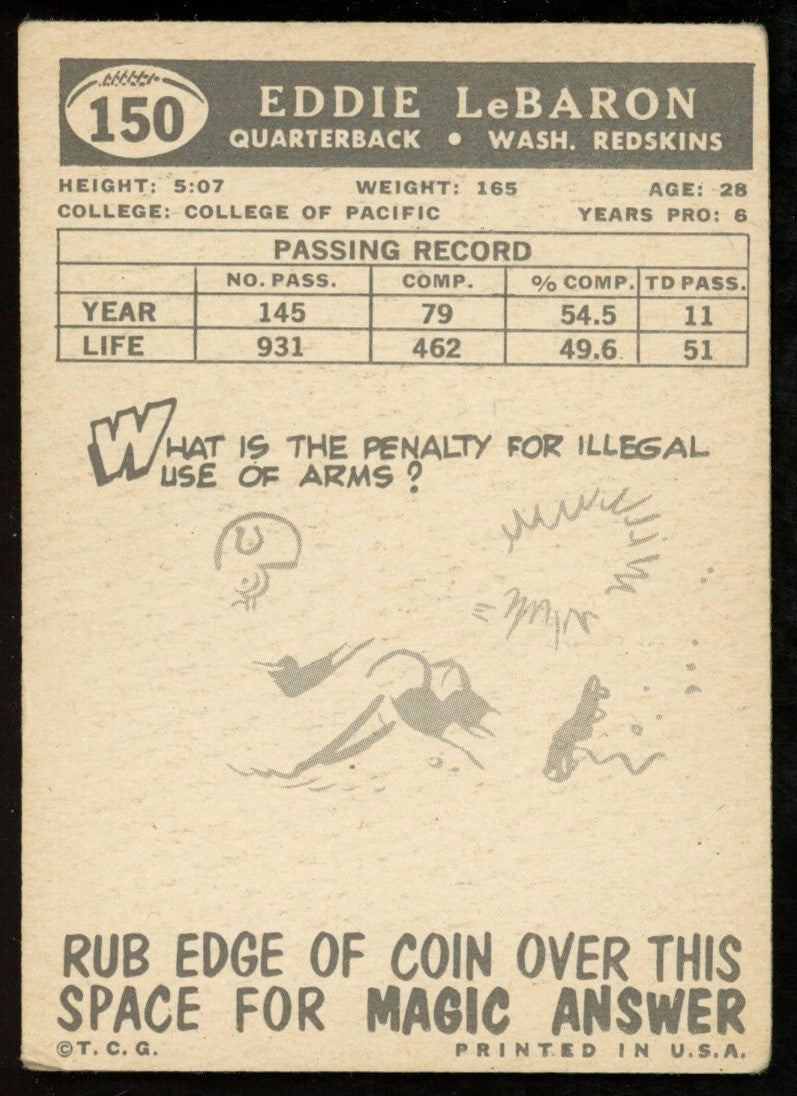 150
EDDIE LeBARON
QUARTERBACK • WASH. REDSKINS
HEIGHT: 5:07 WEIGHT: 165 AGE: 28
COLLEGE: COLLEGE OF PACIFIC YEARS PRO: 6
PASSING RECORD
NO. PASS. COMP. % COMP. TD PASS.
YEAR 145 79 54.5 11
LIFE 931 462 49.6 51
WHAT IS THE PENALTY FOR ILLEGAL
USE OF ARMS?
RUB EDGE OF COIN OVER THIS
SPACE FOR MAGIC ANSWER
©T.C.G. PRINTED IN U.S.A.